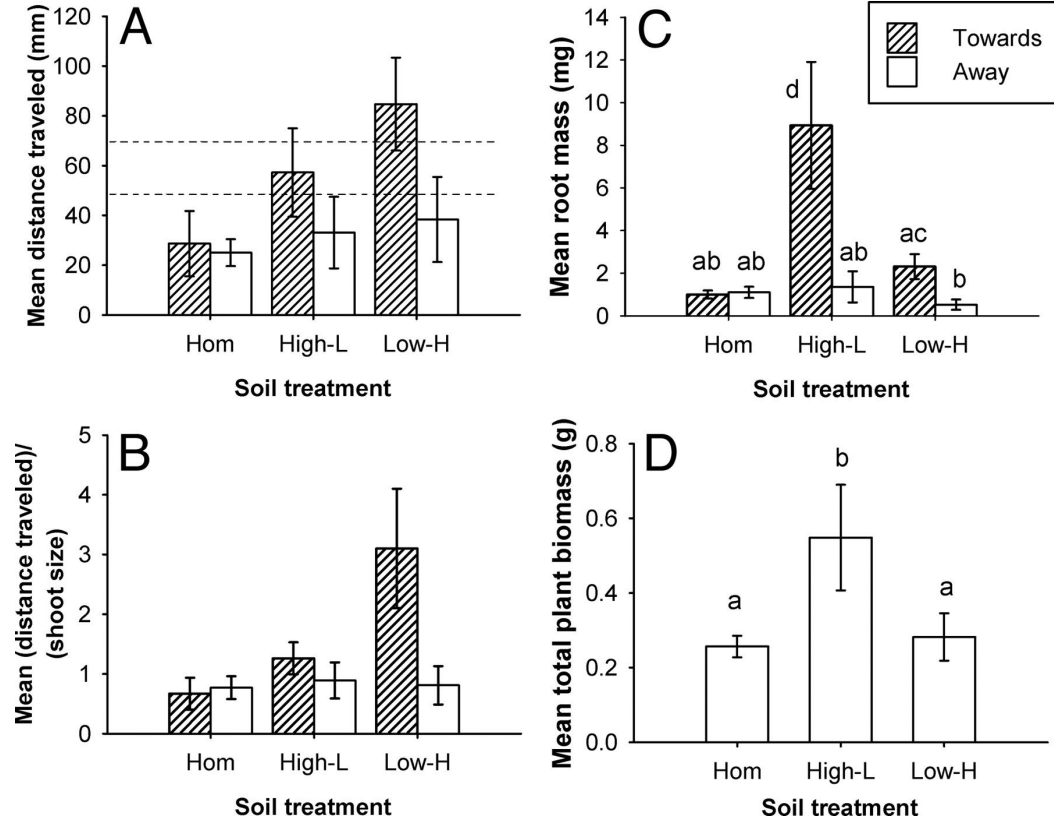 A
Mean distance traveled (mm)
120
100
80
60
40
20
0
Hom High-L Low-H
Soil treatment
C
Mean root mass (mg)
14
12
10
8
6
4
2
0
Towards
Away
ab ab d ab ac b
Hom High-L Low-H
Soil treatment
B
Mean (distance traveled)/
(shoot size)
5
4
3
2
1
0
Hom High-L Low-H
Soil treatment
D
Mean total plant biomass (g)
0.8
0.6
0.4
0.2
0.0
a b a
Hom High-L Low-H
Soil treatment